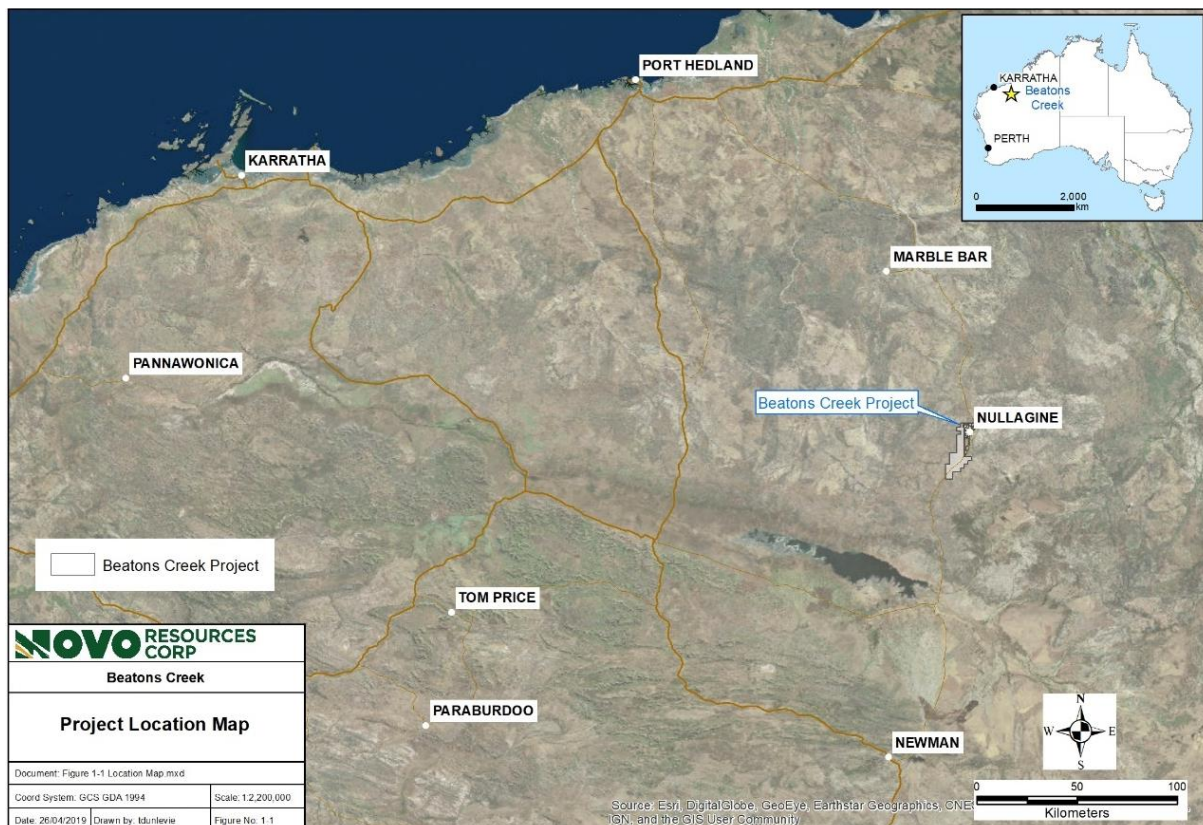 PORT HEDLAND
KARRATHA
MARBLE BAR
PANNAWONICA
Beatons Creek Project
NULLAGINE
TOM PRICE
PARABURDOO
NEWMAN
KARRATHA
Beatons
Creek
PERTH
0 2,000
km
Beatons Creek Project
NOVO RESOURCES CORP
Beatons Creek
Project Location Map
Document: Figure 1-1 Location Map.mxd
Coord System: GCS GDA 1994 Scale: 1:2,200,000
Date: 26/04/2019 Drawn by: tdunlevie Figure No: 1-1
N
W E
S
0 50 100
Kilometers
Source: Esri, DigitalGlobe, GeoEye, Earthstar Geographics, CNES
IGN, and the GIS User Community